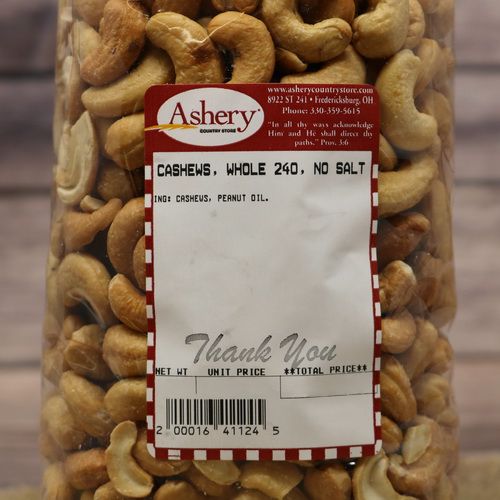 Ashery
COUNTRY STORE
www.asherycountrystore.com
8922 ST 241 • Fredericksburg, OH
Phone: 330-359-5615
"In all thy ways acknowledge
Him and He shall direct thy
paths." Prov. 3:6
CASHEWS, WHOLE 240, NO SALT
ING: CASHEWS, PEANUT OIL.
Thank You
NET WT UNIT PRICE **TOTAL PRICE**
2 00016 41124 5